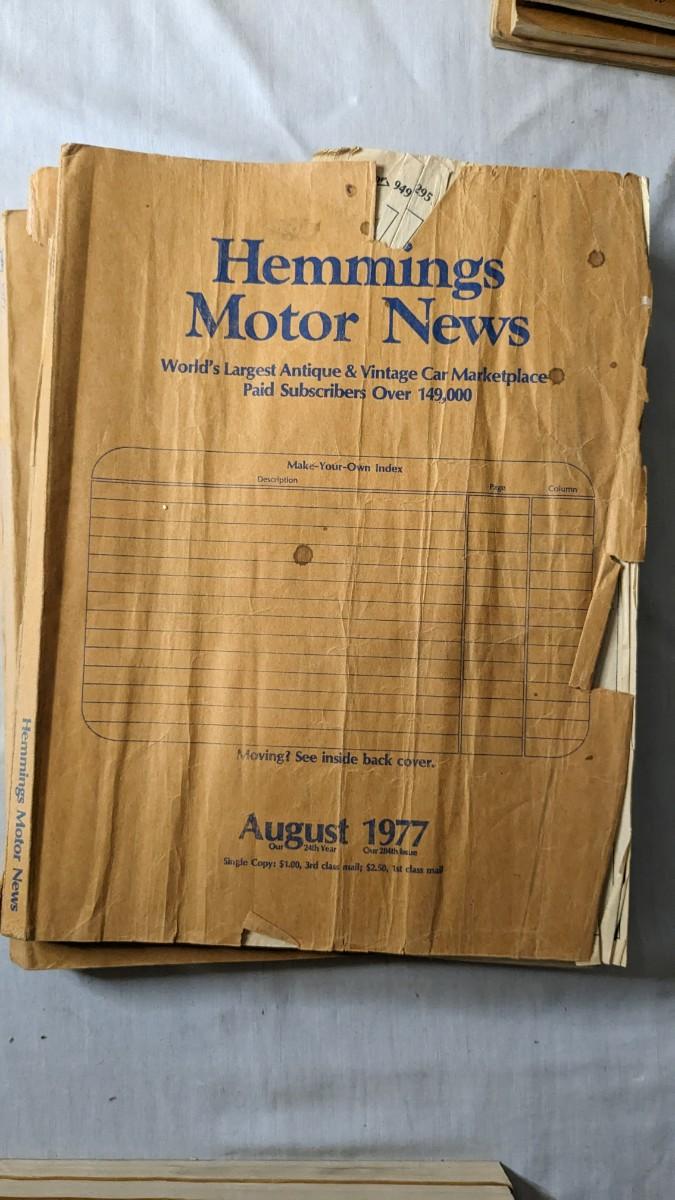 949 295
Hemmings
Motor News
World's Largest Antique & Vintage Car Marketplace
Paid Subscribers Over 149,000
Make-Your-Own Index
Description Page Column
Moving? See inside back cover.
August 1977
Our 24th Year Our 284th Issue
Single Copy: $1.00, 3rd class mail; $2.50, 1st class mail
Hemmings Motor News